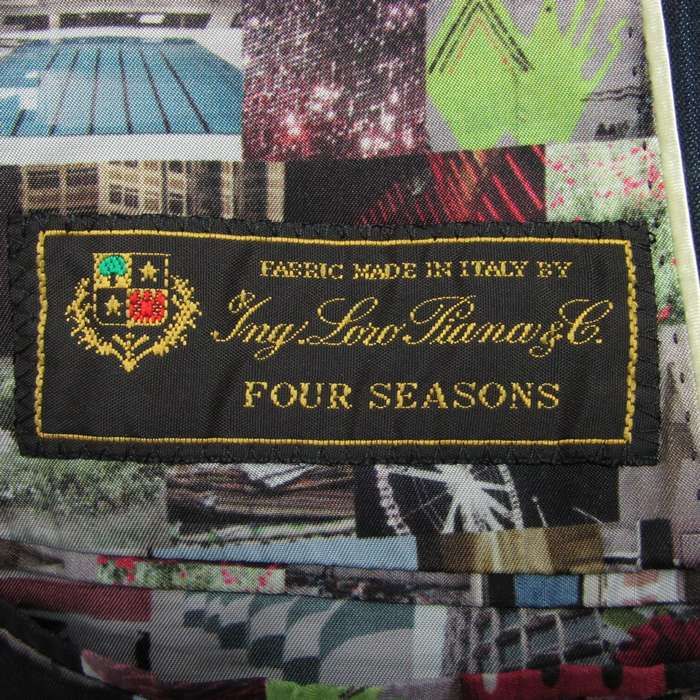 FABRIC MADE IN ITALY BY
Ing. Loro Piana & C.
FOUR SEASONS